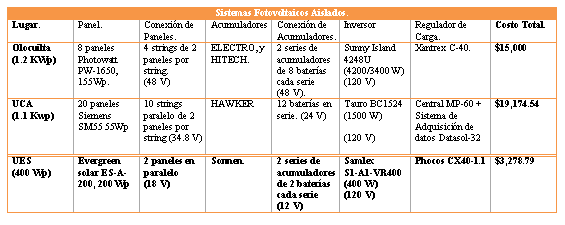 Sistemas Fotovoltaicos Aislados.
Lugar. Panel. Conexión de Paneles. Acumuladores Conexión de Acumuladores. Inversor Regulador de Carga. Costo Total.
Olocuilta (1.2 KWp) 8 paneles Photowatt PW-1650, 155Wp. 4 strings de 2 paneles por string. (48 V) ELECTRO, y HITECH. 2 series de acumuladores de 8 baterías cada serie (48 V). Sunny Island 4248U (4200/3400 W) (120 V) Xantrex C-40. $15,000
UCA (1.1 Kwp) 20 paneles Siemens SM55 55Wp 10 strings paralelo de 2 paneles por string (34.8 V) HAWKER 12 baterías en serie. (24 V) Tauro BC1524 (1500 W) (120 V) Central MP-60 + Sistema de Adquisición de datos Datasol-32 $19,174.54
UES (400 Wp) Evergreen solar ES-A-200, 200 Wp 2 paneles en paralelo (18 V) Sonnen. 2 series de acumuladores de 2 baterías cada serie (12 V) Samlex S1-A1-VR400 (400 W) (120 V) Phocos CX40-1.1 $3,278.79